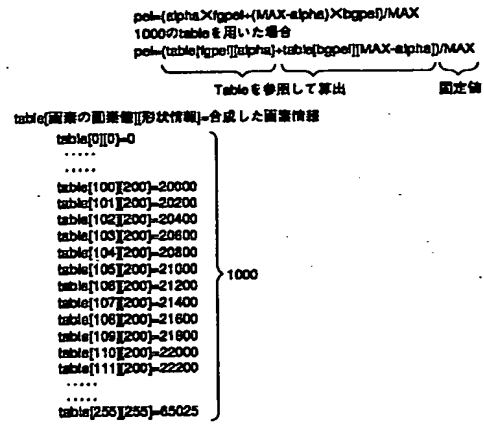 pel=(alpha×fgpel+(MAX-alpha)×bgpel)/MAX
1000のtableを用いた場合
pel=(table[fgpel][alpha]+table[bgpel][MAX-alpha])/MAX
Tableを参照して算出 固定値
table[画素の画素値][形状情報]=合成した画素情報
table[0][0]=0
.....
.....
table[100][200]=20000
table[101][200]=20200
table[102][200]=20400
table[103][200]=20600
table[104][200]=20800
table[105][200]=21000
table[106][200]=21200
table[107][200]=21400
table[108][200]=21600
table[109][200]=21800
table[110][200]=22000
table[111][200]=22200
.....
.....
table[255][255]=65025
1000